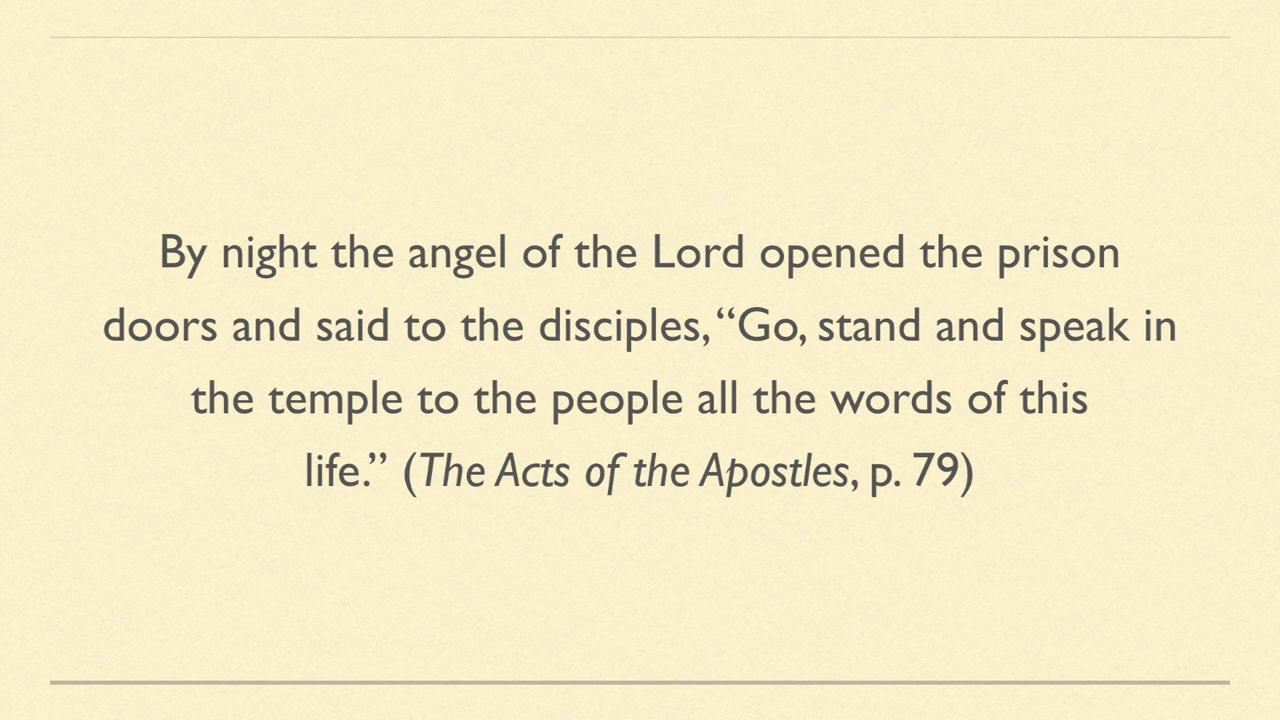 By night the angel of the Lord opened the prison
doors and said to the disciples, “Go, stand and speak in
the temple to the people all the words of this
life.” (The Acts of the Apostles, p. 79)